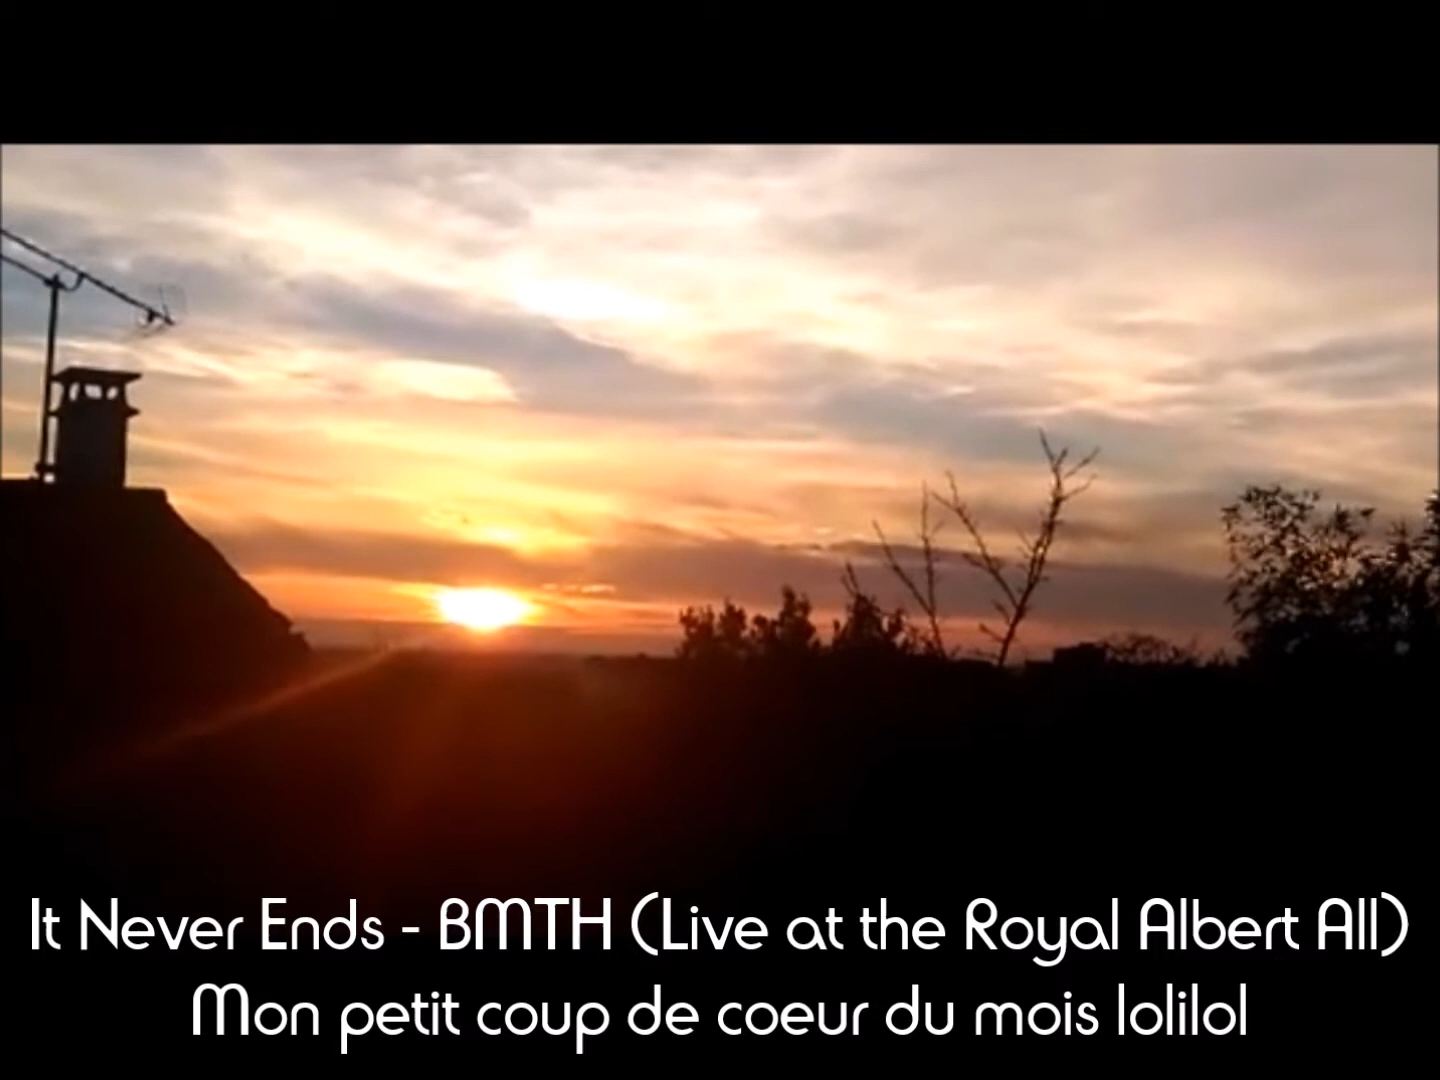 It Never Ends - BMTH (Live at the Royal Albert All)
Mon petit coup de coeur du mois lolilol